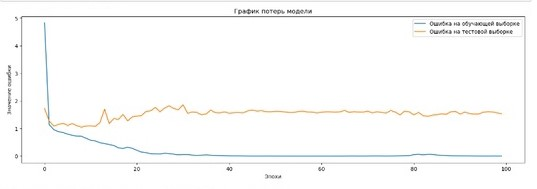 График потерь модели
Ошибка на обучающей выборке
Ошибка на тестовой выборке
Значение ошибки
5
4
3
2
1
0
0
20
40
60
80
100
Эпохи